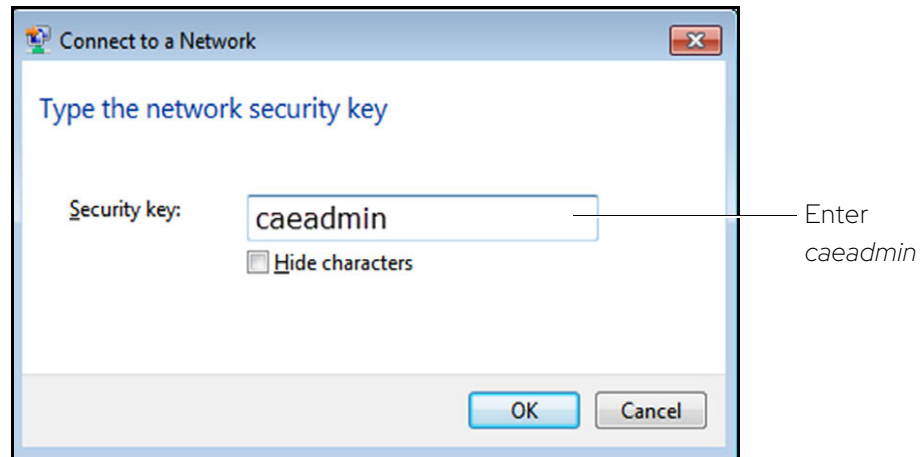 Connect to a Network
Type the network security key
Security key: caeadmin
Enter
caeadmin
Hide characters
OK Cancel